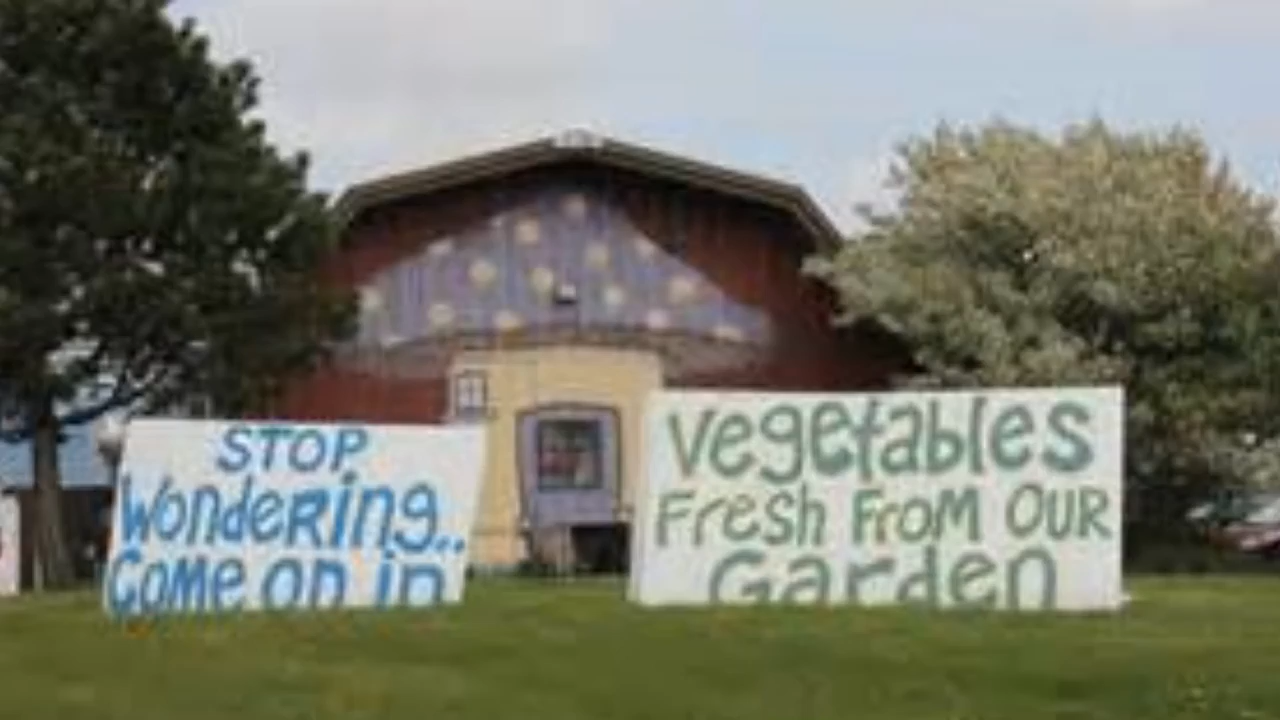 STOP
Wondering..
Come on in
Vegetables
Fresh From OUR
Garden